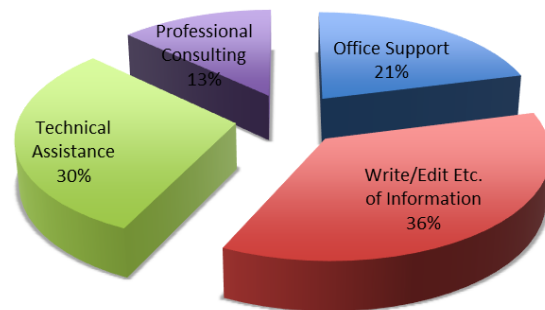 Professional
Consulting
13%
Office Support
21%
Technical
Assistance
30%
Write/Edit Etc.
of Information
36%